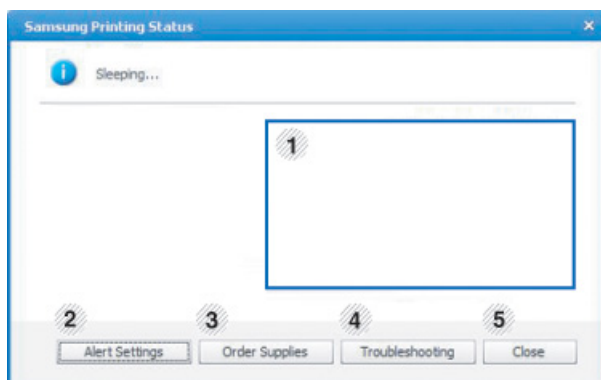 Samsung Printing Status
Sleeping...
1
2 3 4 5
Alert Settings Order Supplies Troubleshooting Close